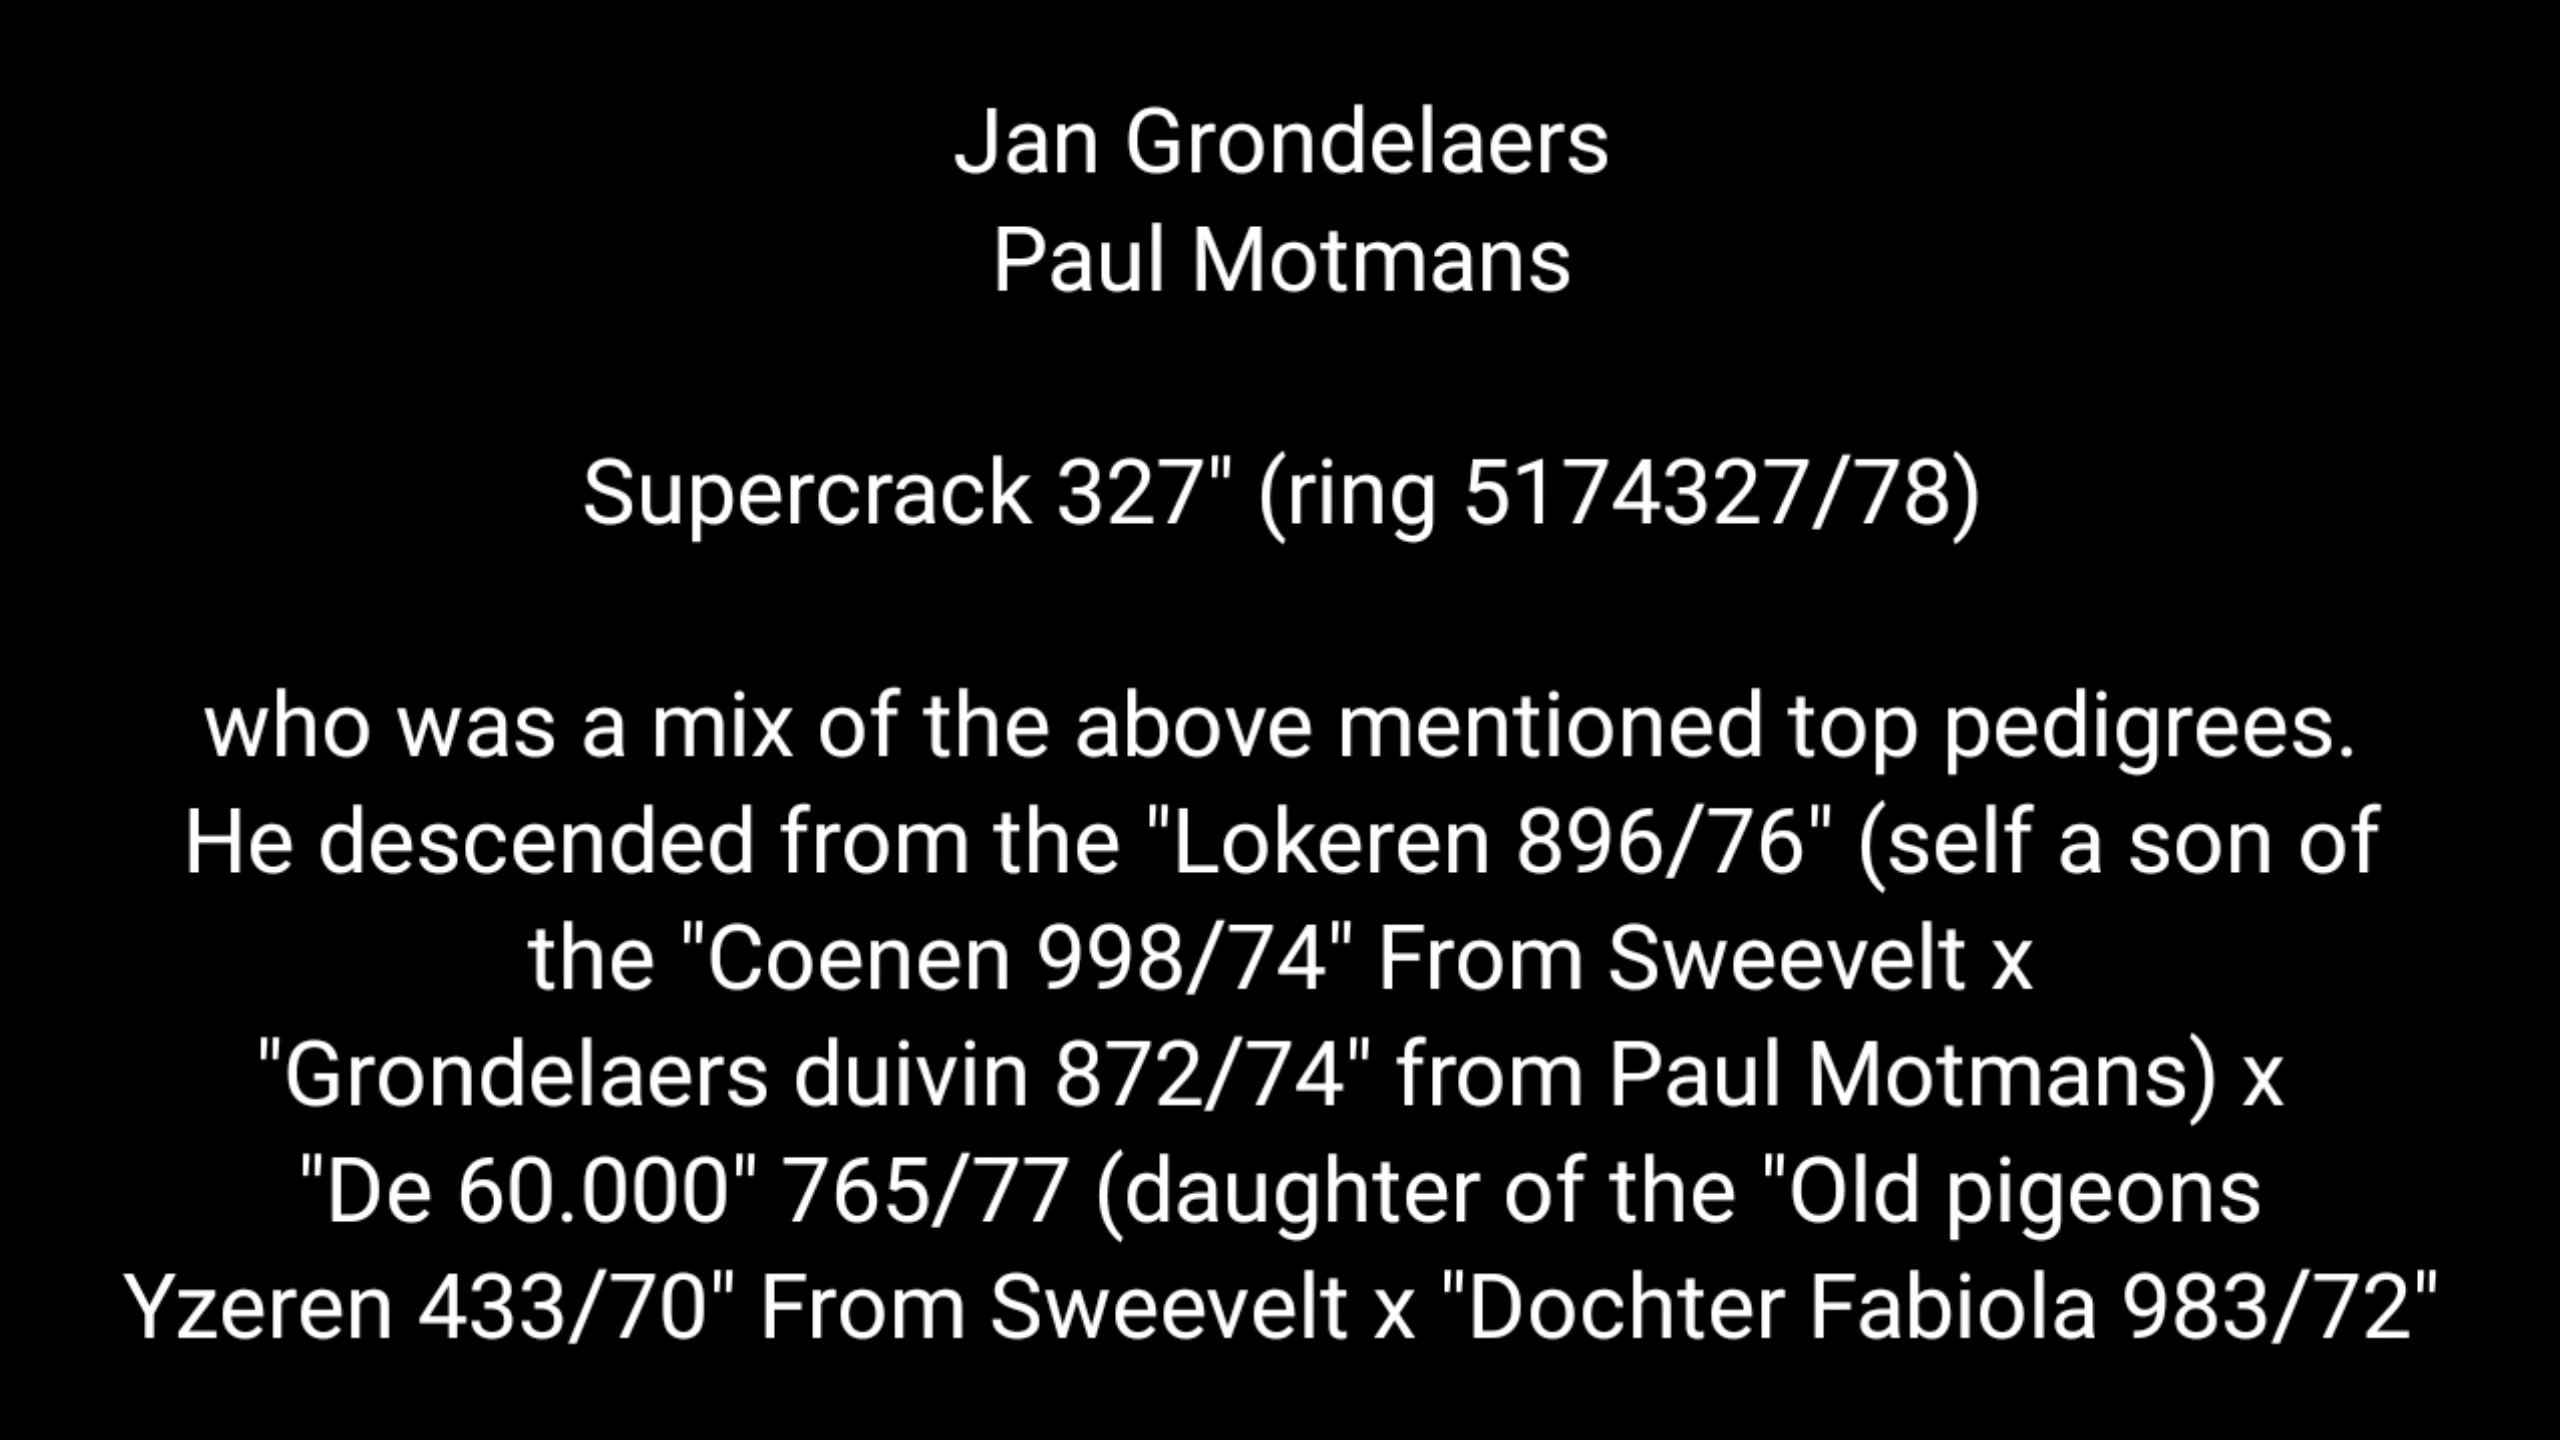 Jan Grondelaers
Paul Motmans
Supercrack 327" (ring 5174327/78)
who was a mix of the above mentioned top pedigrees.
He descended from the "Lokeren 896/76" (self a son of
the "Coenen 998/74" From Sweevelt x
"Grondelaers duivin 872/74" from Paul Motmans) x
"De 60.000" 765/77 (daughter of the "Old pigeons
Yzeren 433/70" From Sweevelt x "Dochter Fabiola 983/72"